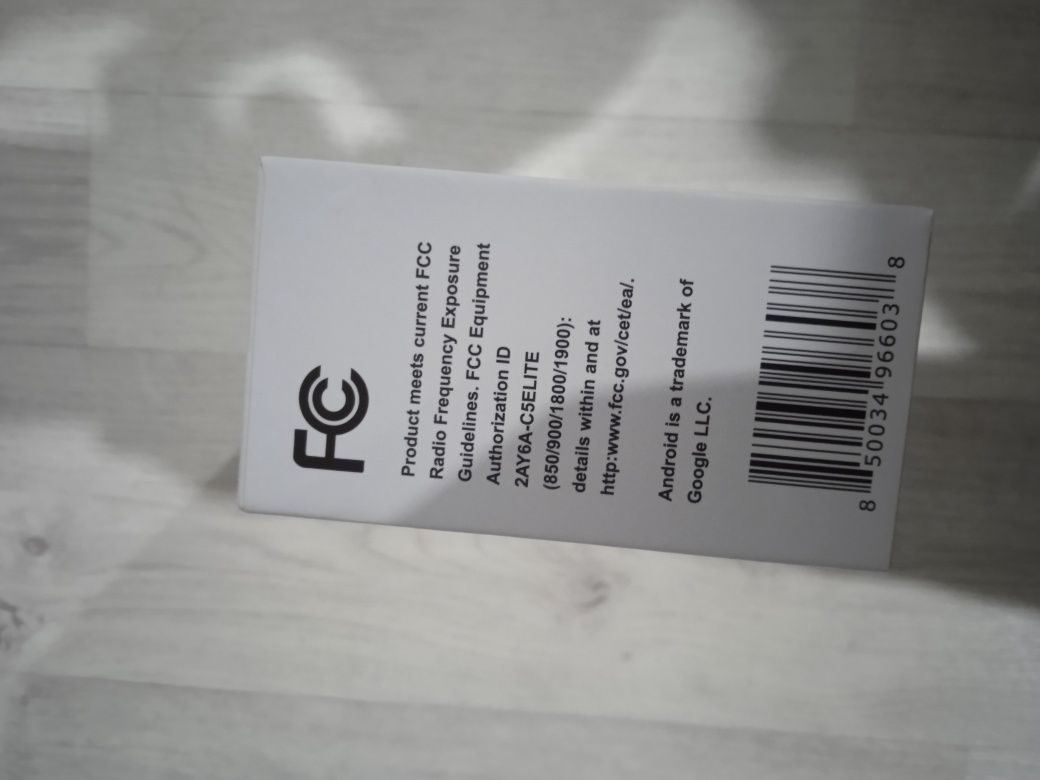 FC
Product meets current FCC
Radio Frequency Exposure
Guidelines. FCC Equipment
Authorization ID
2AY6A-C5ELITE
(850/900/1800/1900):
details within and at
http:www.fcc.gov/cet/ea/.
Android is a trademark of
Google LLC.
8 50034 96603 8